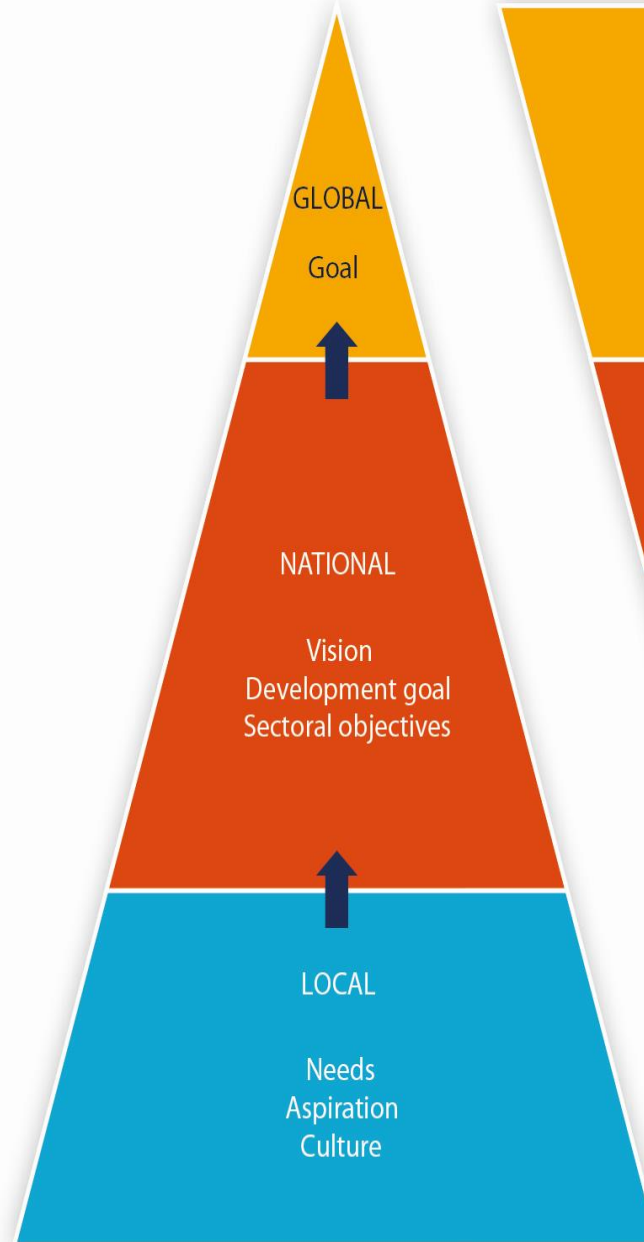 GLOBAL
Goal
NATIONAL
Vision
Development goal
Sectoral objectives
LOCAL
Needs
Aspiration
Culture